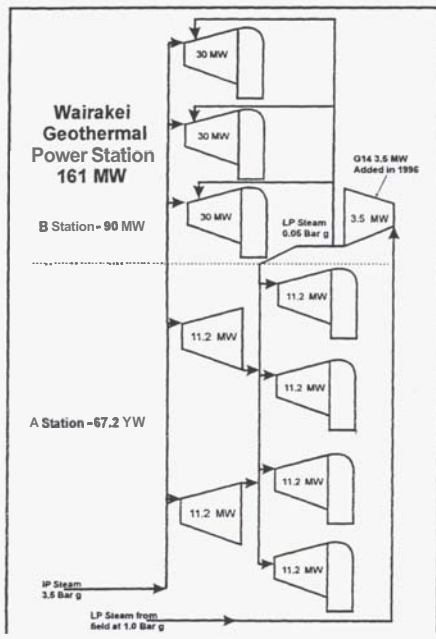 30 MW
Wairakei
Geothermal
Power Station
161 MW
30 MW
G14 3.5 MW
Added in 1996
B Station - 90 MW
30 MW
LP Steam
0.05 Bar g
3.5 MW
11.2 MW
11.2 MW
11.2 MW
A Station -67.2 YW
11.2 MW
11.2 MW
11.2 MW
IP Steam
3.5 Bar g
LP Steam from
field at 1.0 Bar g